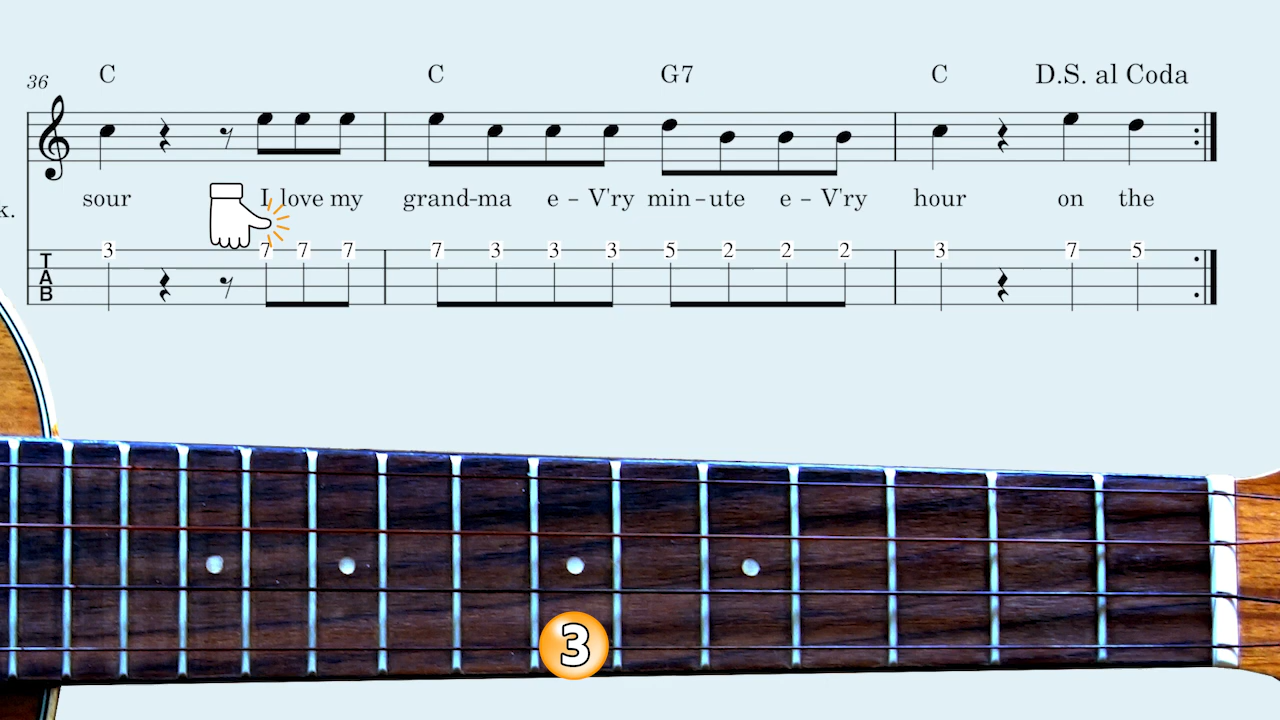 36 C C G7 C D.S. al Coda
sour I love my grand-ma e – V'ry min – ute e – V'ry hour on the
k.
3 7 7 7 7 3 3 3 5 2 2 2 3 7 5
T
A
B
3